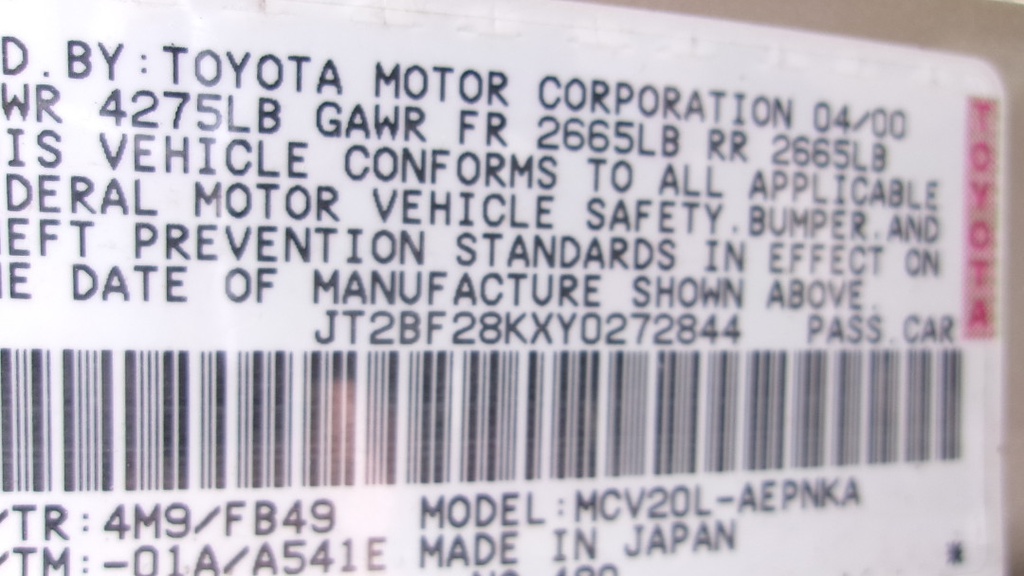 D.BY:TOYOTA MOTOR CORPORATION 04/00
WR 4275LB GAWR FR 2665LB RR 2665LB
IS VEHICLE CONFORMS TO ALL APPLICABLE
DERAL MOTOR VEHICLE SAFETY.BUMPER.AND
EFT PREVENTION STANDARDS IN EFFECT ON
E DATE OF MANUFACTURE SHOWN ABOVE.
JT2BF28KXY0272844 PASS.CAR
/TR:4M9/FB49 MODEL:MCV20L-AEPNKA
/TM:-01A/A541E MADE IN JAPAN *
TOYOTA